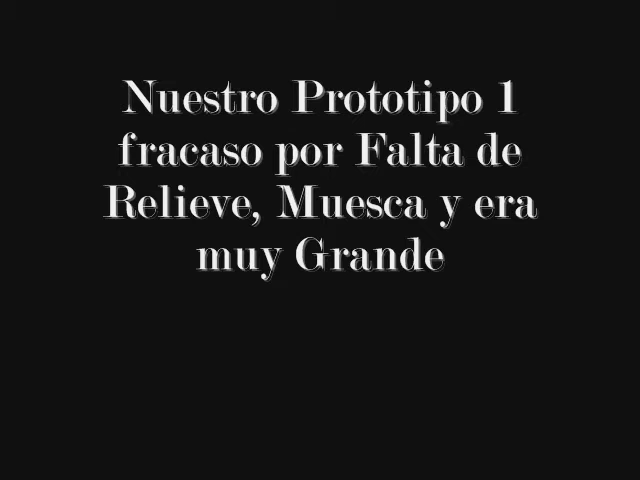 Nuestro Prototipo 1
fracaso por Falta de
Relieve, Muesca y era
muy Grande